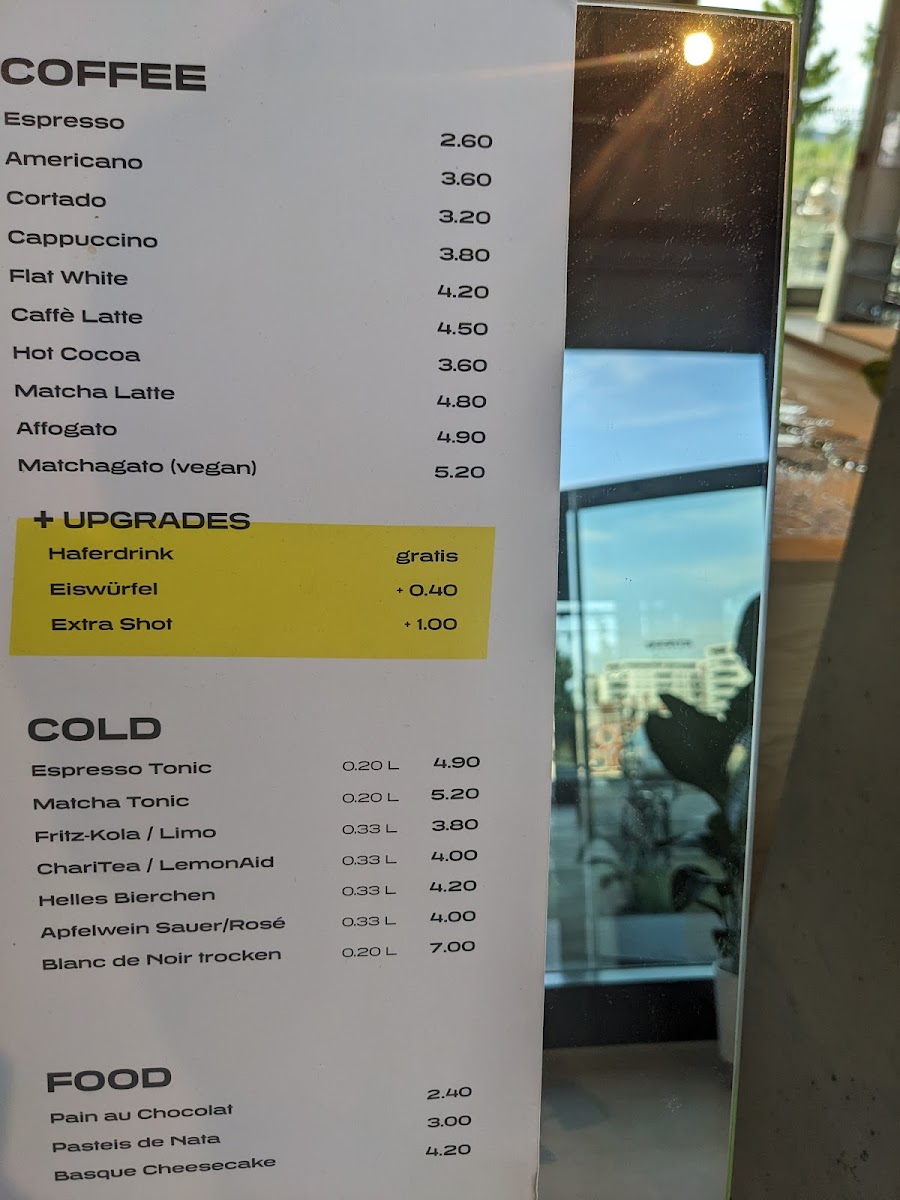 COFFEE
Espresso 2.60
Americano 3.60
Cortado 3.20
Cappuccino 3.80
Flat White 4.20
Caffè Latte 4.50
Hot Cocoa 3.60
Matcha Latte 4.80
Affogato 4.90
Matchagato (vegan) 5.20
+ UPGRADES
Haferdrink gratis
Eiswürfel + 0.40
Extra Shot + 1.00
COLD
Espresso Tonic 0.20 L 4.90
Matcha Tonic 0.20 L 5.20
Fritz-Kola / Limo 0.33 L 3.80
ChariTea / LemonAid 0.33 L 4.00
Helles Bierchen 0.33 L 4.20
Apfelwein Sauer/Rosé 0.33 L 4.00
Blanc de Noir trocken 0.20 L 7.00
FOOD
Pain au Chocolat 2.40
Pasteis de Nata 3.00
Basque Cheesecake 4.20